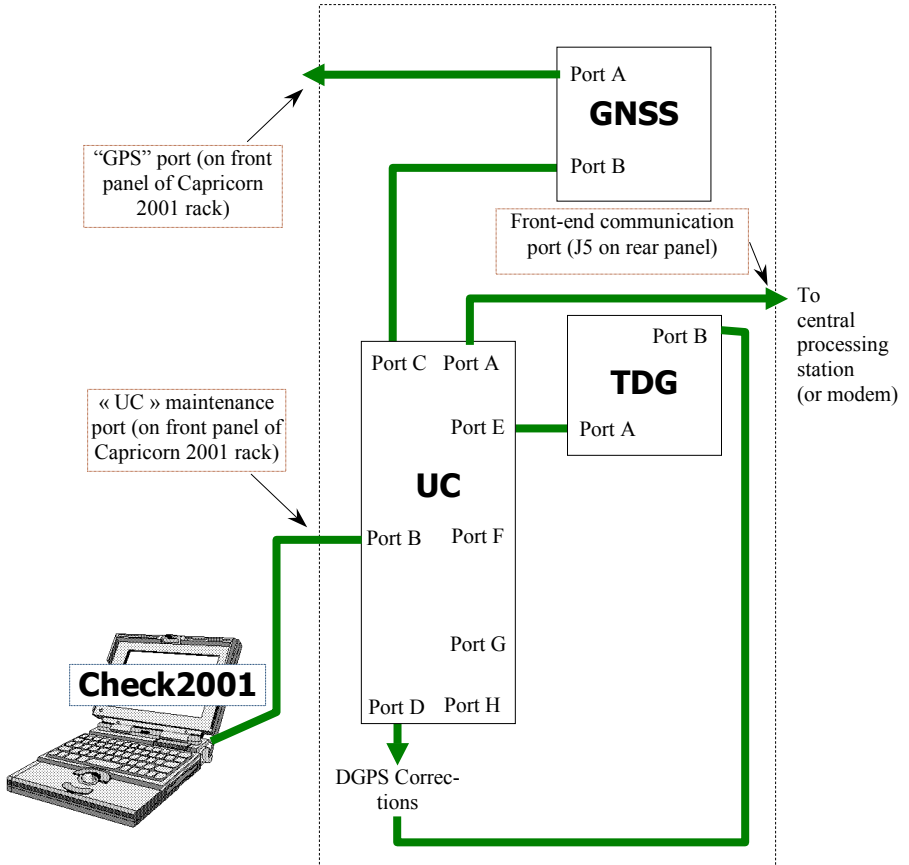 Port A
GNSS
Port B
“GPS” port (on front
panel of Capricorn
2001 rack)
Front-end communication
port (J5 on rear panel)
To
central
processing
station
(or modem)
Port C
Port A
Port B
TDG
Port E
Port A
« UC » maintenance
port (on front panel of
Capricorn 2001 rack)
UC
Port B
Port F
Port G
Check2001
Port D
Port H
DGPS Correc-
tions